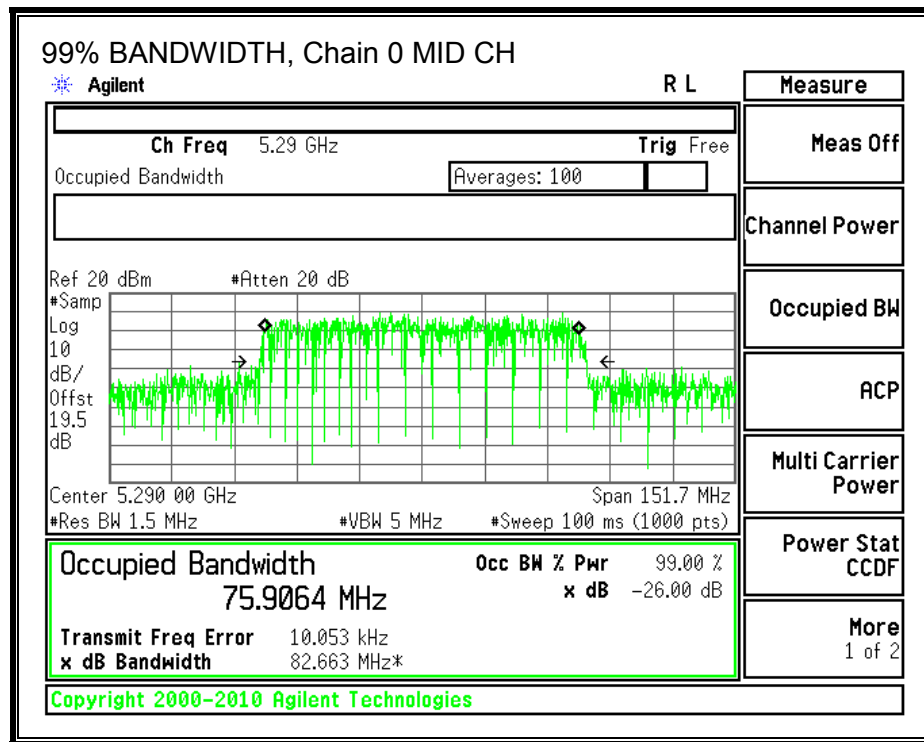 99% BANDWIDTH, Chain 0 MID CH
Agilent R L Measure
Ch Freq 5.29 GHz Trig Free Meas Off
Occupied Bandwidth Averages: 100
Channel Power
Ref 20 dBm #Atten 20 dB
#Samp
Log
10
dB/
Offst
19.5
dB
Occupied BW
ACP
Multi Carrier
Power
Center 5.290 00 GHz Span 151.7 MHz
#Res BW 1.5 MHz #VBW 5 MHz #Sweep 100 ms (1000 pts)
Power Stat
CCDF
Occupied Bandwidth Occ BW % Pwr 99.00 %
75.9064 MHz x dB -26.00 dB
Transmit Freq Error 10.053 kHz
x dB Bandwidth 82.663 MHz*
More
1 of 2
Copyright 2000-2010 Agilent Technologies